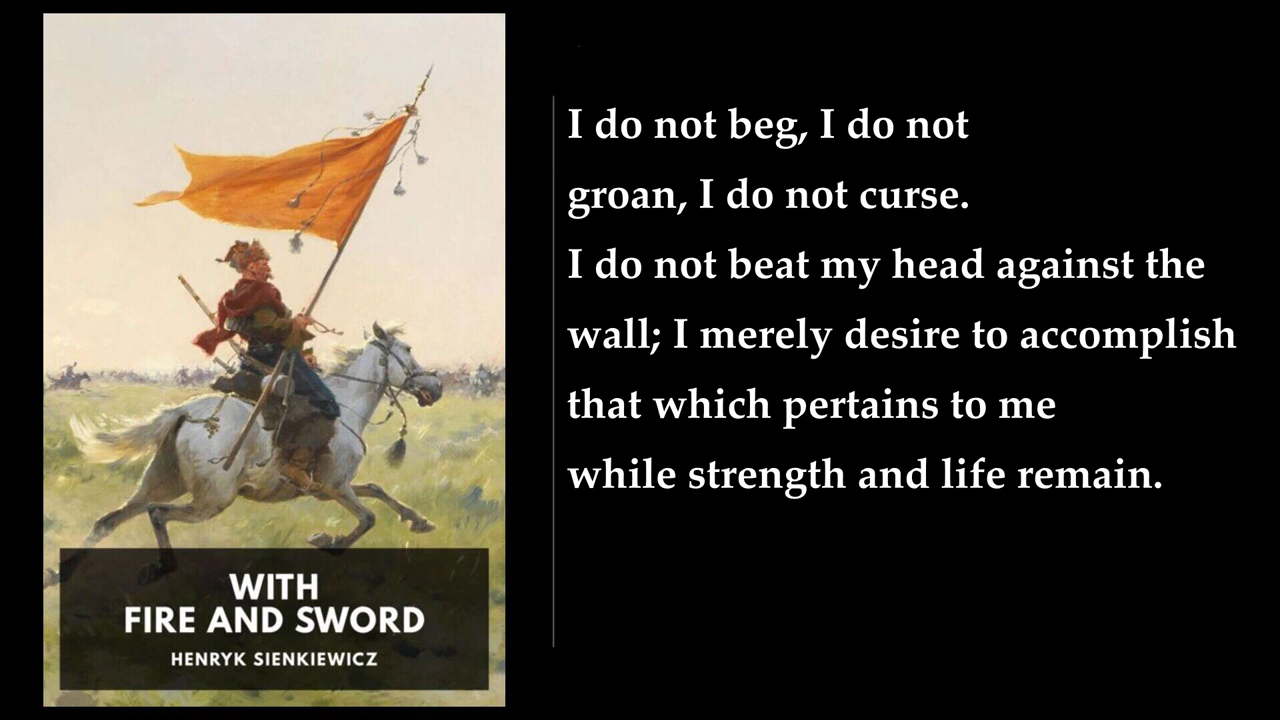 WITH
FIRE AND SWORD
HENRYK SIENKIEWICZ
I do not beg, I do not
groan, I do not curse.
I do not beat my head against the
wall; I merely desire to accomplish
that which pertains to me
while strength and life remain.